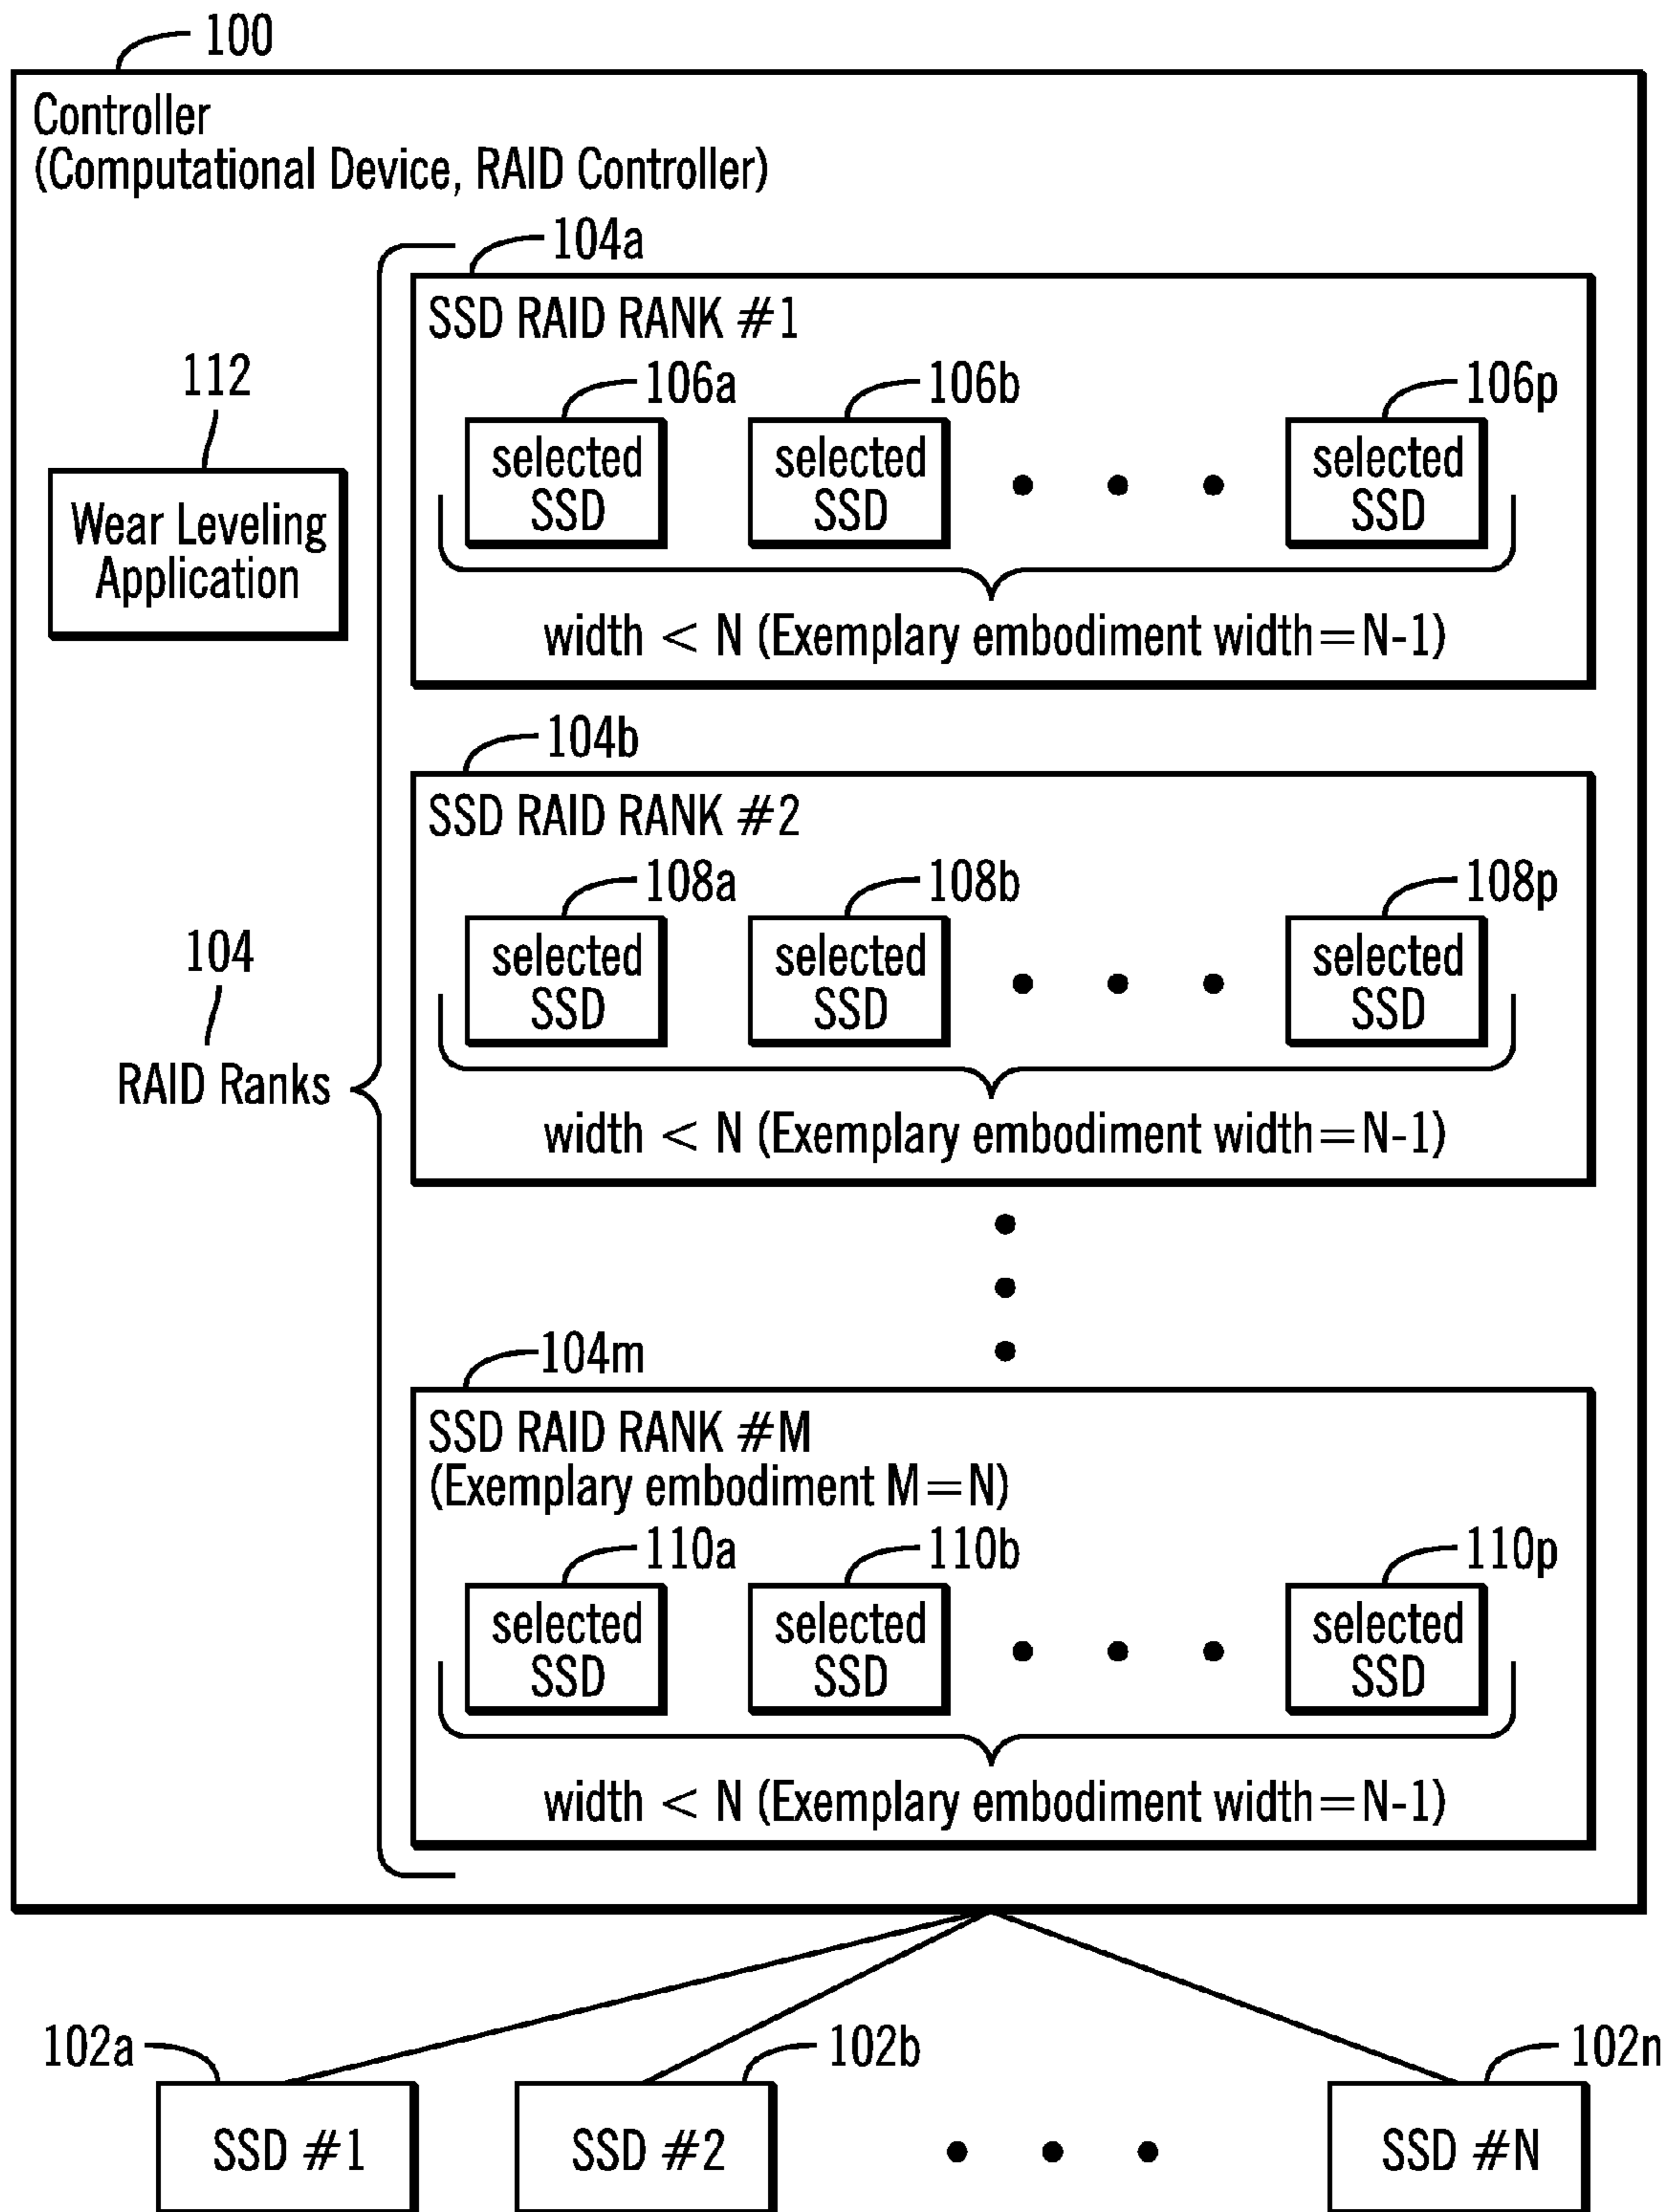 100
Controller
(Computational Device, RAID Controller)
104a
SSD RAID RANK #1
106a 106b 106p
selected SSD
selected SSD
selected SSD
width < N (Exemplary embodiment width=N-1)
112
Wear Leveling
Application
104b
SSD RAID RANK #2
108a 108b 108p
selected SSD
selected SSD
selected SSD
width < N (Exemplary embodiment width=N-1)
104
RAID Ranks
104m
SSD RAID RANK #M
(Exemplary embodiment M=N)
110a 110b 110p
selected SSD
selected SSD
selected SSD
width < N (Exemplary embodiment width=N-1)
102a 102b 102n
SSD #1
SSD #2
SSD #N